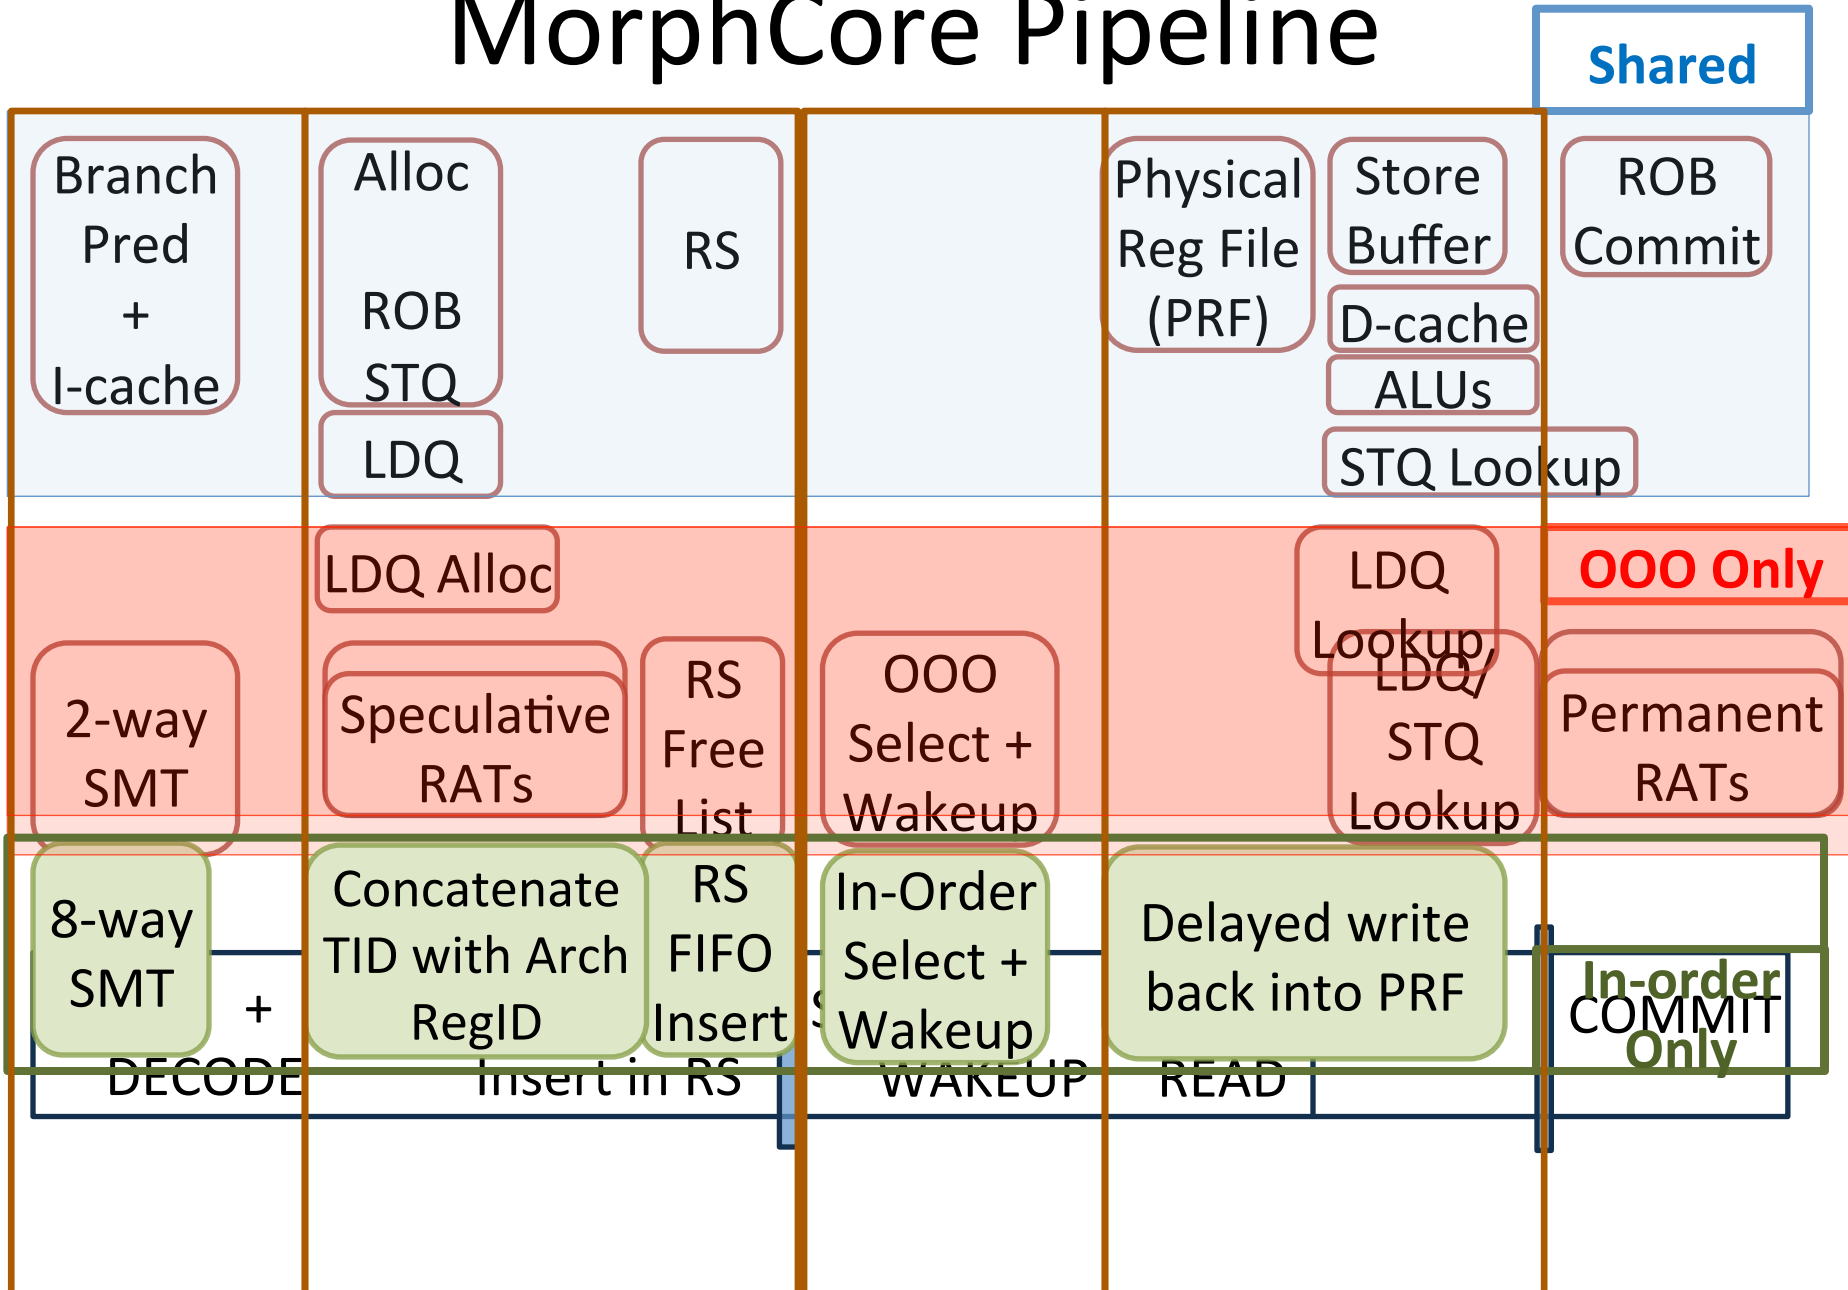 MorphCore Pipeline
Shared
Branch
Pred
+
I-cache
Alloc
ROB
STQ
LDQ
RS
Physical
Reg File
(PRF)
Store
Buffer
D-cache
ALUs
STQ Lookup
ROB
Commit
LDQ Alloc
LDQ
Lookup
OOO Only
2-way
SMT
Speculative
RATs
RS
Free
List
OOO
Select +
Wakeup
LDQ/
STQ
Lookup
Permanent
RATs
8-way
SMT
Concatenate
TID with Arch
RegID
RS
FIFO
Insert
In-Order
Select +
Wakeup
Delayed write
back into PRF
In-order
Only
+
DECODE
Insert in RS
WAKEUP
READ
COMMIT